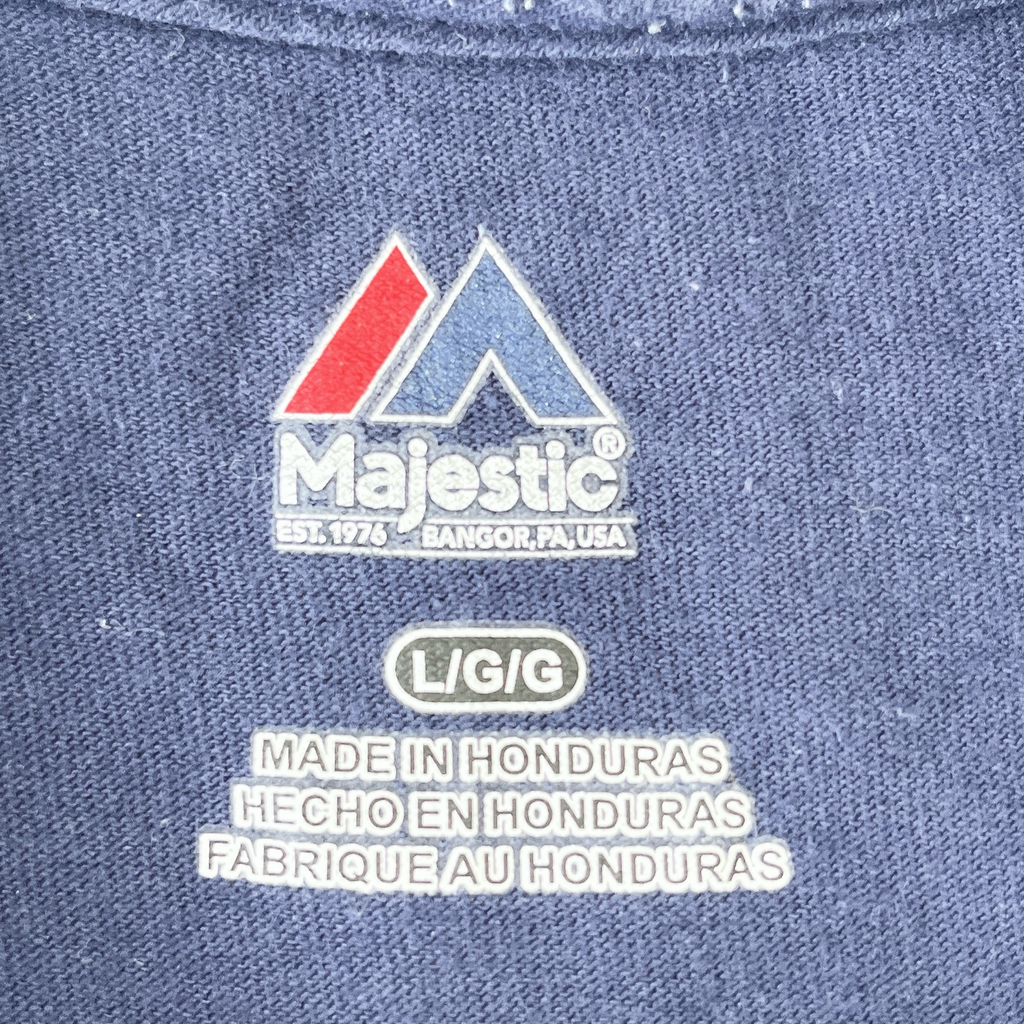 Majestic®
EST. 1976 BANGOR, PA, USA
L/G/G
MADE IN HONDURAS
HECHO EN HONDURAS
FABRIQUE AU HONDURAS